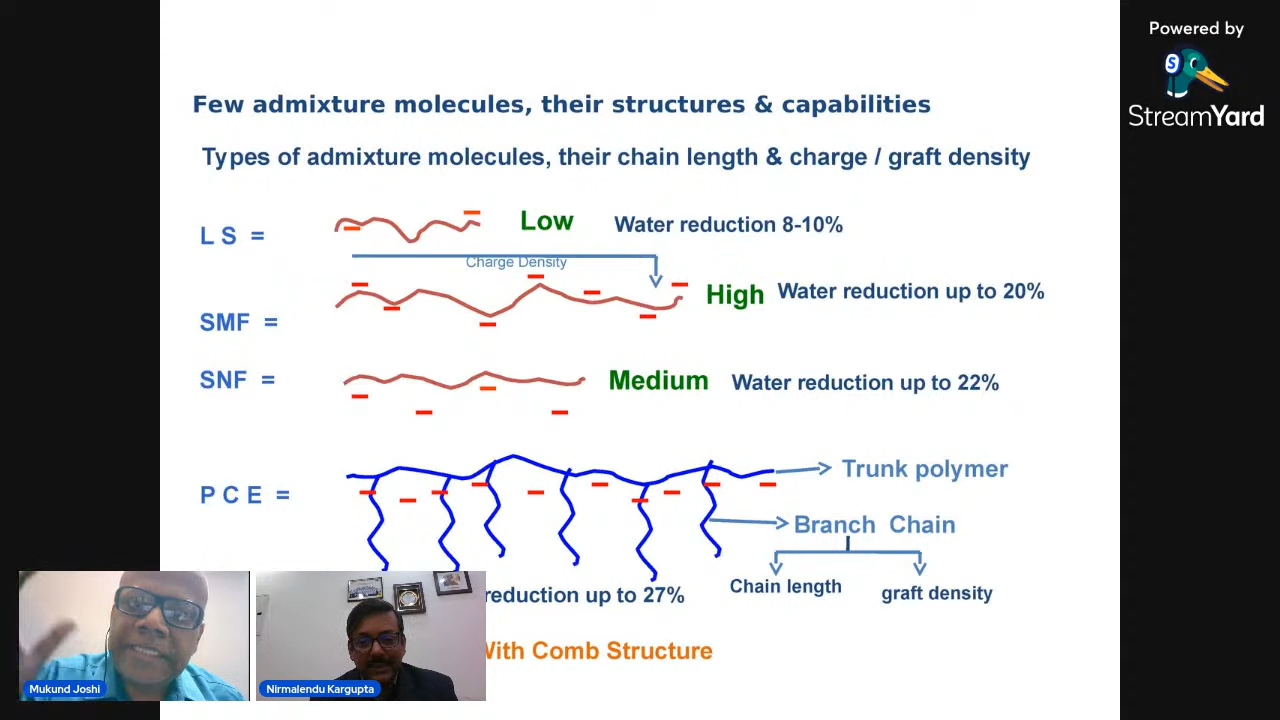 Powered by
StreamYard
Few admixture molecules, their structures & capabilities
Types of admixture molecules, their chain length & charge / graft density
L S = Low Water reduction 8-10%
Charge Density
SMF = High Water reduction up to 20%
SNF = Medium Water reduction up to 22%
P C E = Trunk polymer
Branch Chain
Chain length graft density
reduction up to 27%
With Comb Structure
Mukund Joshi Nirmalendu Kargupta